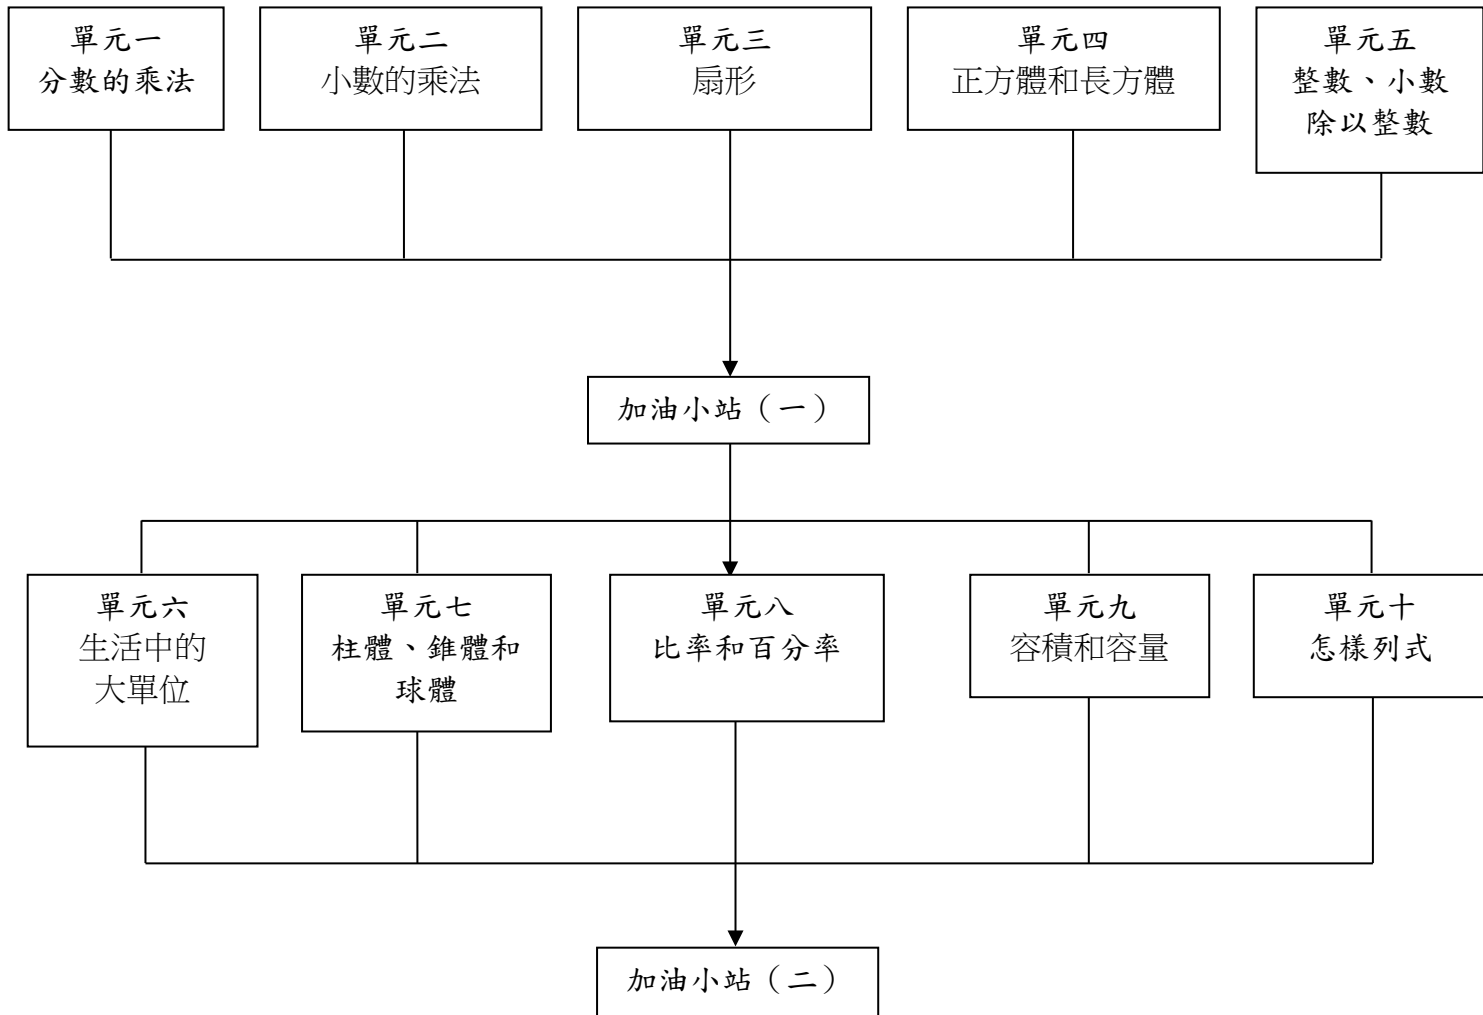 單元一
分數的乘法
單元二
小數的乘法
單元三
扇形
單元四
正方體和長方體
單元五
整數、小數
除以整數
加油小站（一）
單元六
生活中的
大單位
單元七
柱體、錐體和
球體
單元八
比率和百分率
單元九
容積和容量
單元十
怎樣列式
加油小站（二）